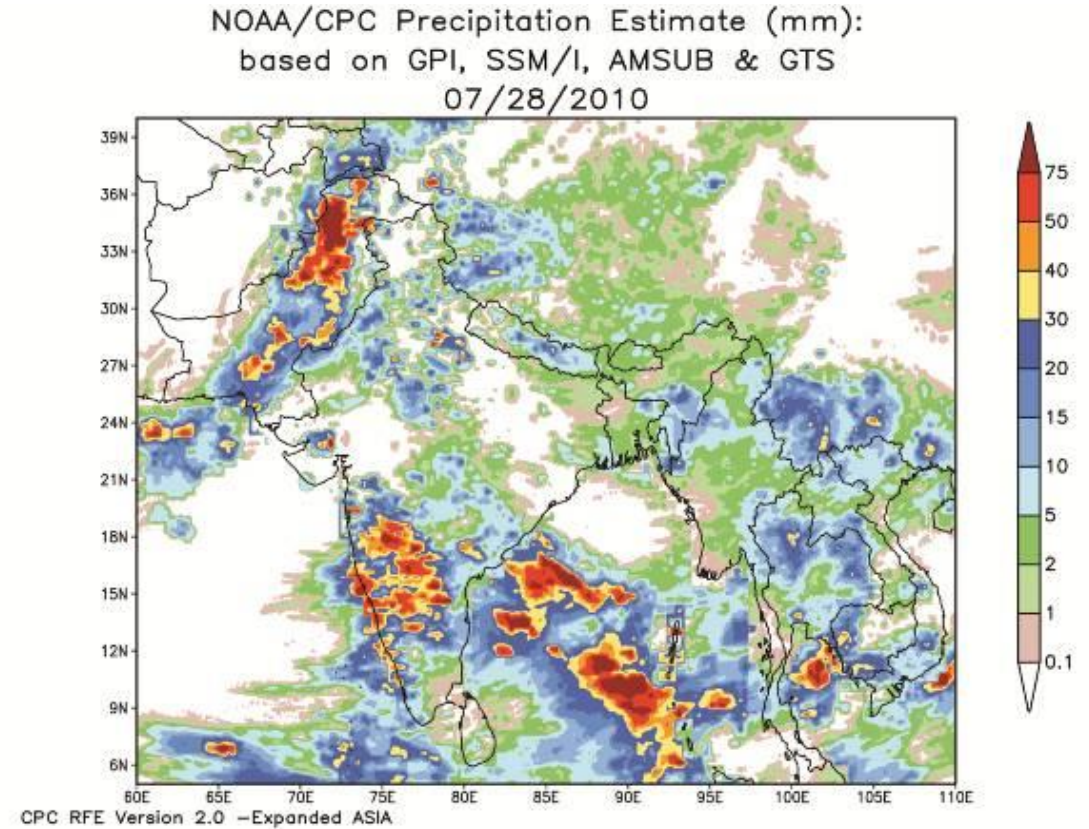 NOAA/CPC Precipitation Estimate (mm):
based on GPI, SSM/I, AMSUB & GTS
07/28/2010
39N
36N
33N
30N
27N
24N
21N
18N
15N
12N
9N
6N
60E 65E 70E 75E 80E 85E 90E 95E 100E 105E 110E
75
50
40
30
20
15
10
5
2
1
0.1
CPC RFE Version 2.0 –Expanded ASIA